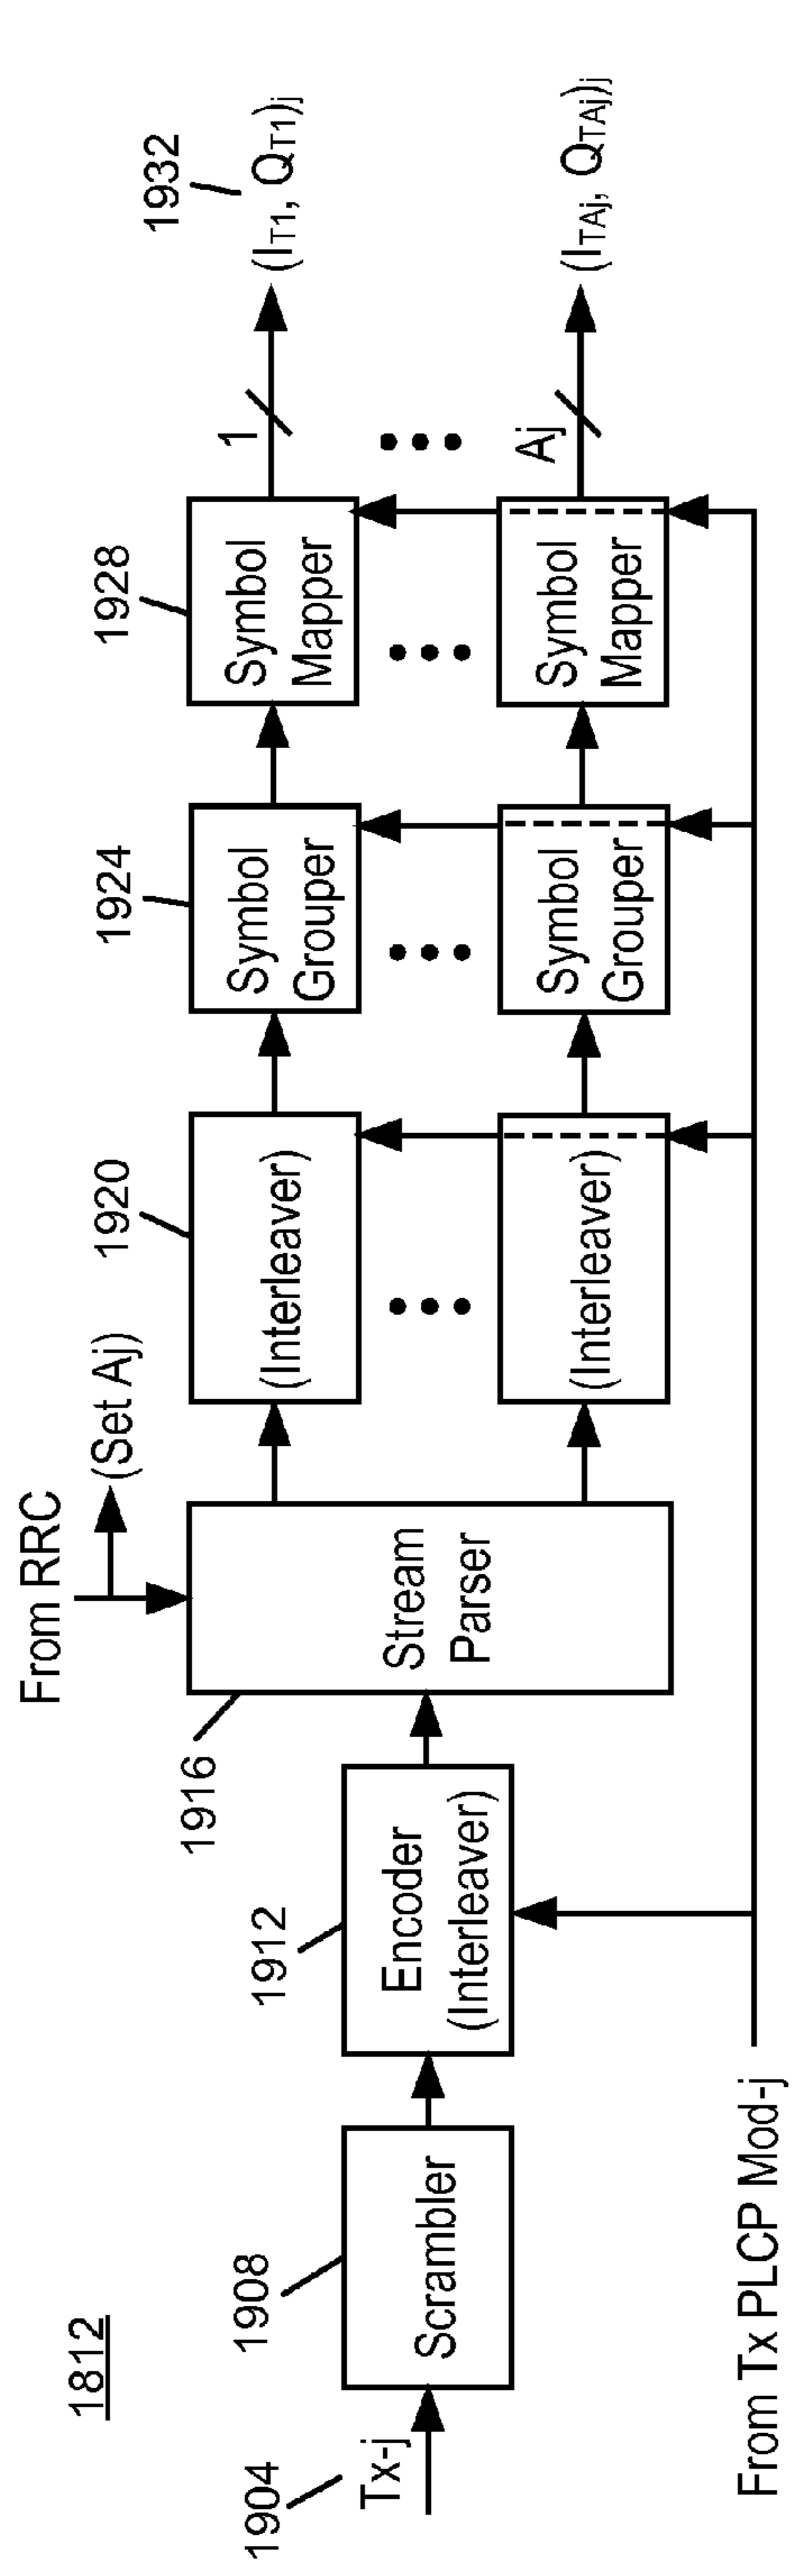 1812
1904
Tx-j
1908
Scrambler
1912
Encoder
(Interleaver)
1916
From RRC
(Set Aj)
Stream
Parser
1920
(Interleaver)
(Interleaver)
1924
Symbol
Grouper
Symbol
Grouper
1928
Symbol
Mapper
Symbol
Mapper
1
Aj
1932
(IT1, QT1)j
(ITAj, QTAj)j
From Tx PLCP Mod-j